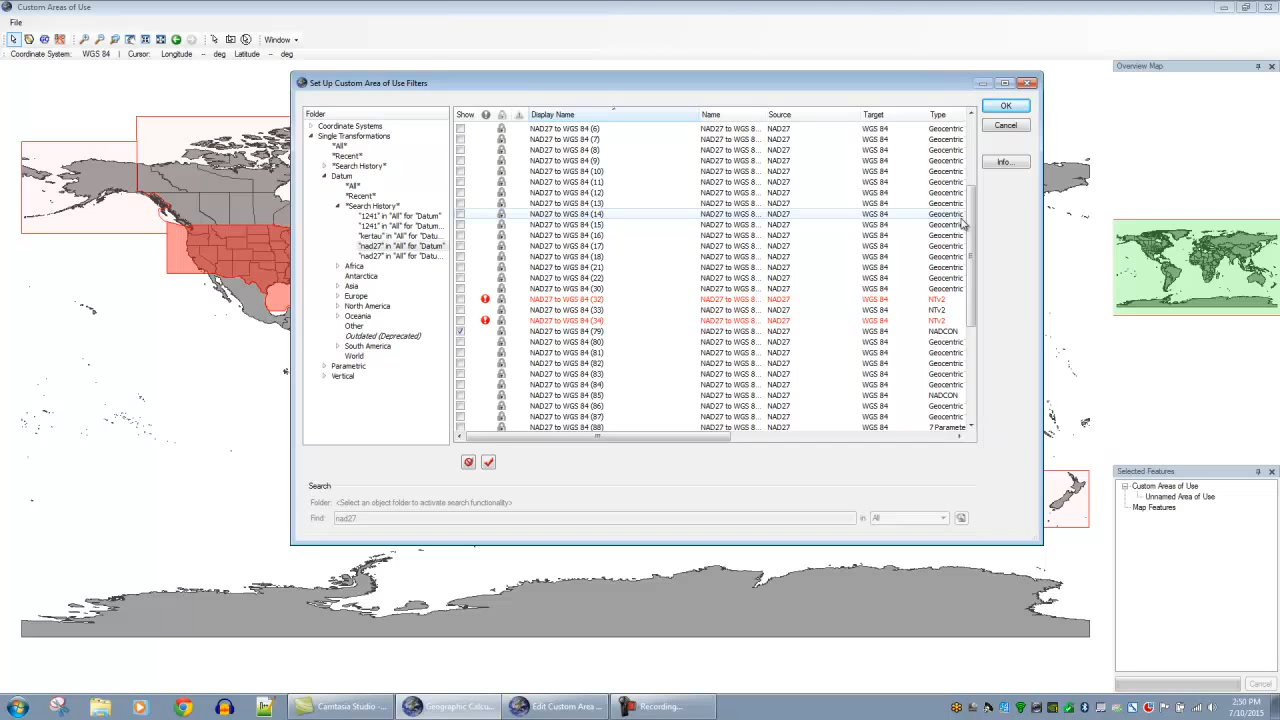 Custom Areas of Use
File
Window
Coordinate System: WGS 84 | Cursor: Longitude -- deg Latitude -- deg
Overview Map
Set Up Custom Area of Use Filters
Folder
Coordinate Systems
Single Transformations
*All*
*Recent*
*Search History*
Datum
*All*
*Recent*
*Search History*
"1241" in "All" for "Datum"
"1241" in "All" for "Datum...
"kertau" in "All" for "Datu...
"nad27" in "All" for "Datum"
"nad27" in "All" for "Datu...
Africa
Antarctica
Asia
Europe
North America
Oceania
Other
Outdated (Deprecated)
South America
World
Parametric
Vertical
Show Display Name Name Source Target Type
NAD27 to WGS 84 (6) NAD27 to WGS 8... NAD27 WGS 84 Geocentric
NAD27 to WGS 84 (7) NAD27 to WGS 8... NAD27 WGS 84 Geocentric
NAD27 to WGS 84 (8) NAD27 to WGS 8... NAD27 WGS 84 Geocentric
NAD27 to WGS 84 (9) NAD27 to WGS 8... NAD27 WGS 84 Geocentric
NAD27 to WGS 84 (10) NAD27 to WGS 8... NAD27 WGS 84 Geocentric
NAD27 to WGS 84 (11) NAD27 to WGS 8... NAD27 WGS 84 Geocentric
NAD27 to WGS 84 (12) NAD27 to WGS 8... NAD27 WGS 84 Geocentric
NAD27 to WGS 84 (13) NAD27 to WGS 8... NAD27 WGS 84 Geocentric
NAD27 to WGS 84 (14) NAD27 to WGS 8... NAD27 WGS 84 Geocentric
NAD27 to WGS 84 (15) NAD27 to WGS 8... NAD27 WGS 84 Geocentric
NAD27 to WGS 84 (16) NAD27 to WGS 8... NAD27 WGS 84 Geocentric
NAD27 to WGS 84 (17) NAD27 to WGS 8... NAD27 WGS 84 Geocentric
NAD27 to WGS 84 (18) NAD27 to WGS 8... NAD27 WGS 84 Geocentric
NAD27 to WGS 84 (21) NAD27 to WGS 8... NAD27 WGS 84 Geocentric
NAD27 to WGS 84 (22) NAD27 to WGS 8... NAD27 WGS 84 Geocentric
NAD27 to WGS 84 (30) NAD27 to WGS 8... NAD27 WGS 84 Geocentric
NAD27 to WGS 84 (32) NAD27 to WGS 8... NAD27 WGS 84 NTv2
NAD27 to WGS 84 (33) NAD27 to WGS 8... NAD27 WGS 84 NTv2
NAD27 to WGS 84 (34) NAD27 to WGS 8... NAD27 WGS 84 NTv2
NAD27 to WGS 84 (79) NAD27 to WGS 8... NAD27 WGS 84 NADCON
NAD27 to WGS 84 (80) NAD27 to WGS 8... NAD27 WGS 84 Geocentric
NAD27 to WGS 84 (81) NAD27 to WGS 8... NAD27 WGS 84 Geocentric
NAD27 to WGS 84 (82) NAD27 to WGS 8... NAD27 WGS 84 Geocentric
NAD27 to WGS 84 (83) NAD27 to WGS 8... NAD27 WGS 84 Geocentric
NAD27 to WGS 84 (84) NAD27 to WGS 8... NAD27 WGS 84 Geocentric
NAD27 to WGS 84 (85) NAD27 to WGS 8... NAD27 WGS 84 NADCON
NAD27 to WGS 84 (86) NAD27 to WGS 8... NAD27 WGS 84 Geocentric
NAD27 to WGS 84 (87) NAD27 to WGS 8... NAD27 WGS 84 Geocentric
NAD27 to WGS 84 (88) NAD27 to WGS 8... NAD27 WGS 84 7 Paramete
OK
Cancel
Info...
Search
Folder: <Select an object folder to activate search functionality>
Find: nad27 in All
Selected Features
Custom Areas of Use
Unnamed Area of Use
Map Features
Cancel
Camtasia Studio -... Geographic Calcu... Edit Custom Area ... Recording...
2:50 PM
7/10/2015